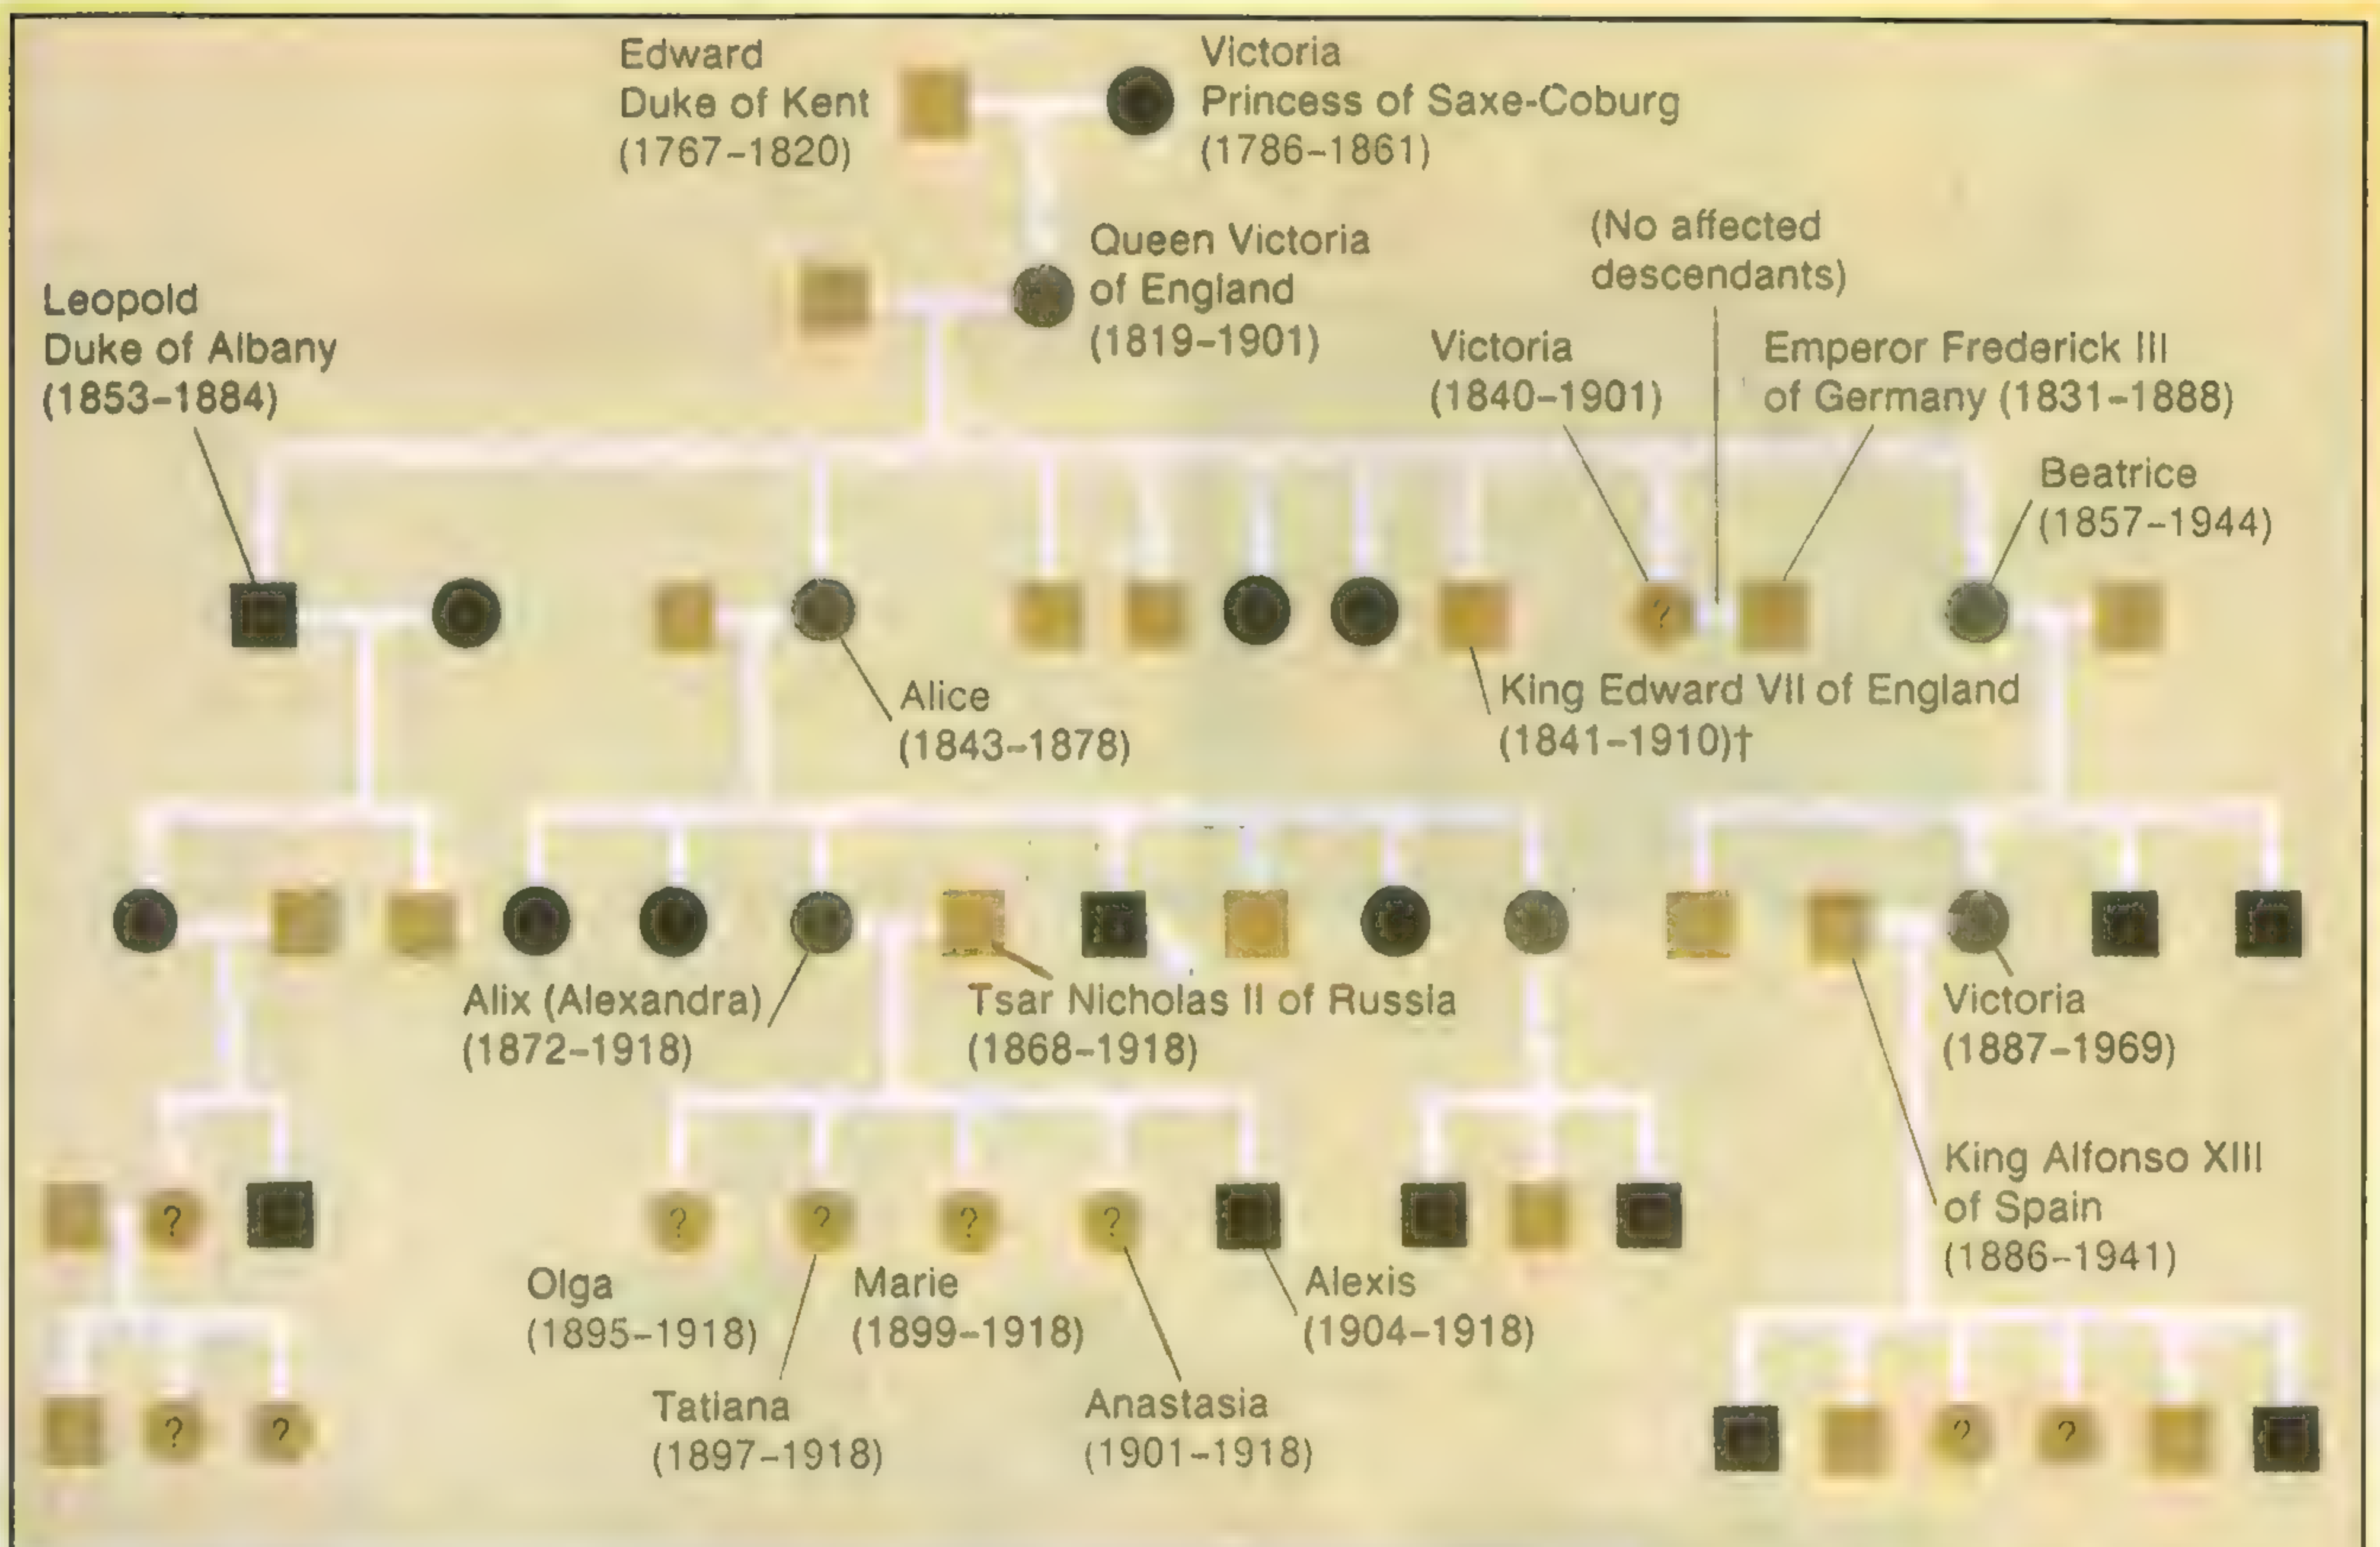 Edward
Duke of Kent
(1767–1820)
Victoria
Princess of Saxe-Coburg
(1786–1861)
Queen Victoria
of England
(1819–1901)
(No affected
descendants)
Leopold
Duke of Albany
(1853–1884)
Victoria
(1840–1901)
Emperor Frederick III
of Germany (1831–1888)
Beatrice
(1857–1944)
?
Alice
(1843–1878)
King Edward VII of England
(1841–1910)†
Alix (Alexandra)
(1872–1918)
Tsar Nicholas II of Russia
(1868–1918)
Victoria
(1887–1969)
King Alfonso XIII
of Spain
(1886–1941)
?
?
?
?
?
Olga
(1895–1918)
Marie
(1899–1918)
Alexis
(1904–1918)
Tatiana
(1897–1918)
Anastasia
(1901–1918)
?
?
?
?